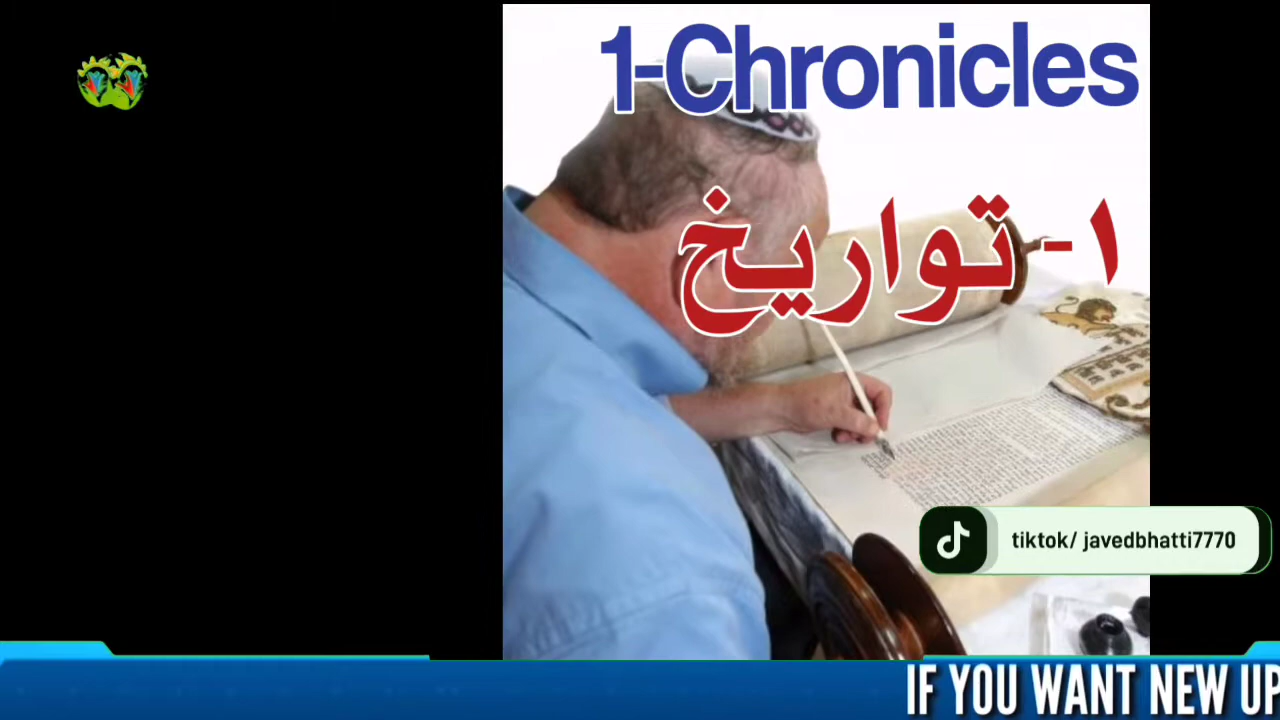 1-Chronicles
۱- تواریخ
tiktok/ javedbhatti7770
IF YOU WANT NEW UP